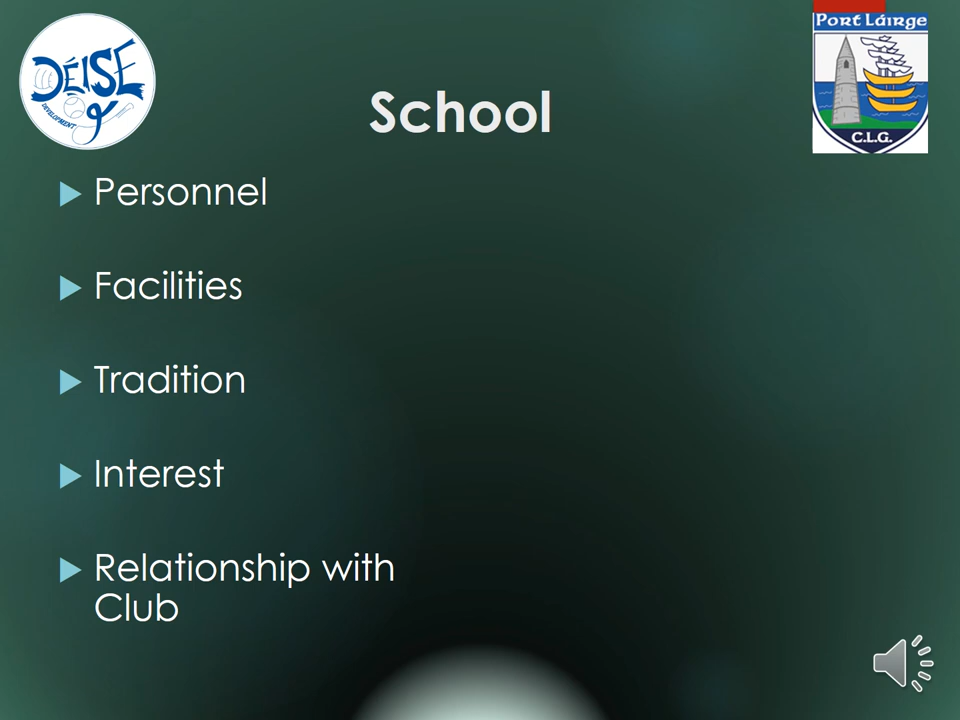 DÉISE
DEVELOPMENT
Port Láirge
C.L.G.
School
Personnel
Facilities
Tradition
Interest
Relationship with
Club